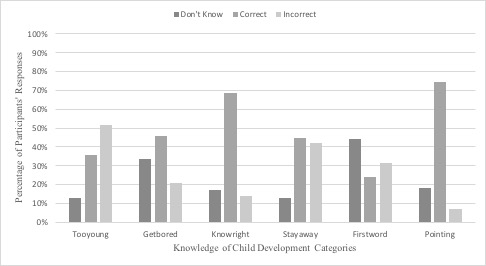 Don't Know Correct Incorrect
100%
90%
80%
70%
60%
50%
40%
30%
20%
10%
0%
Percentage of Participants' Responses
Tooyoung Getbored Knowright Stayaway Firstword Pointing
Knowledge of Child Development Categories